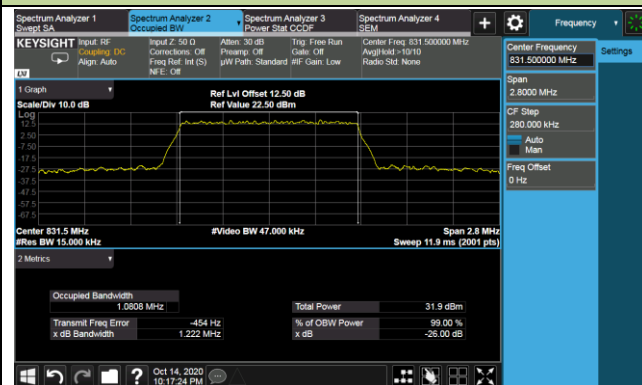 Spectrum Analyzer 1
Swept SA
Spectrum Analyzer 2
Occupied BW
Spectrum Analyzer 3
Power Stat CCDF
Spectrum Analyzer 4
SEM
+
Frequency
KEYSIGHT
LXI
Input: RF
Coupling: DC
Align: Auto
Input Z: 50 Ω
Corrections: Off
Freq Ref: Int (S)
NFE: Off
Atten: 30 dB
Preamp: Off
µW Path: Standard
Trig: Free Run
Gate: Off
#IF Gain: Low
Center Freq: 831.500000 MHz
Avg|Hold:>10/10
Radio Std: None
Center Frequency
831.500000 MHz
Settings
Span
2.8000 MHz
CF Step
280.000 kHz
Auto
Man
Freq Offset
0 Hz
1 Graph
Scale/Div 10.0 dB
Ref Lvl Offset 12.50 dB
Ref Value 22.50 dBm
Log
12.5
2.50
-7.50
-17.5
-27.5
-37.5
-47.5
-57.5
-67.5
Center 831.5 MHz
#Video BW 47.000 kHz
Span 2.8 MHz
#Res BW 15.000 kHz
Sweep 11.9 ms (2001 pts)
2 Metrics
Occupied Bandwidth
1.0808 MHz
Total Power 31.9 dBm
Transmit Freq Error -454 Hz
% of OBW Power 99.00 %
x dB Bandwidth 1.222 MHz
x dB -26.00 dB
?
Oct 14, 2020
10:17:24 PM